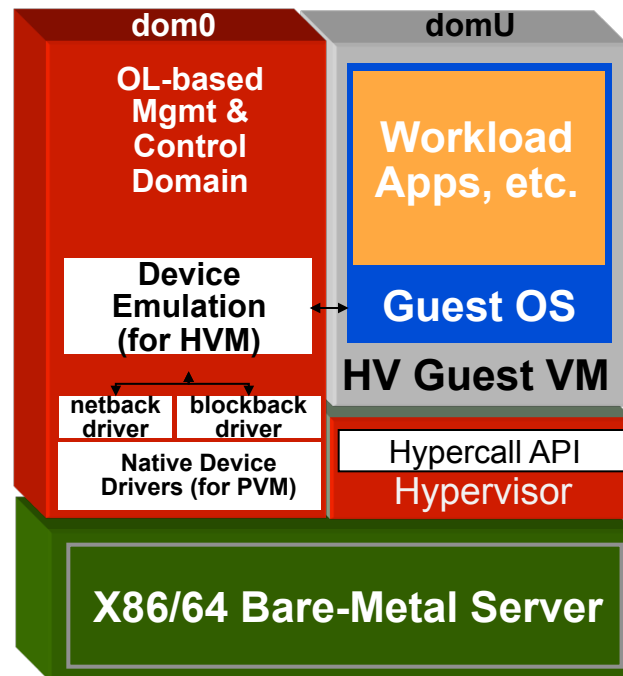 dom0
OL-based
Mgmt &
Control
Domain
Device
Emulation
(for HVM)
netback
driver
blockback
driver
Native Device
Drivers (for PVM)
domU
Workload
Apps, etc.
Guest OS
HV Guest VM
Hypercall API
Hypervisor
X86/64 Bare-Metal Server